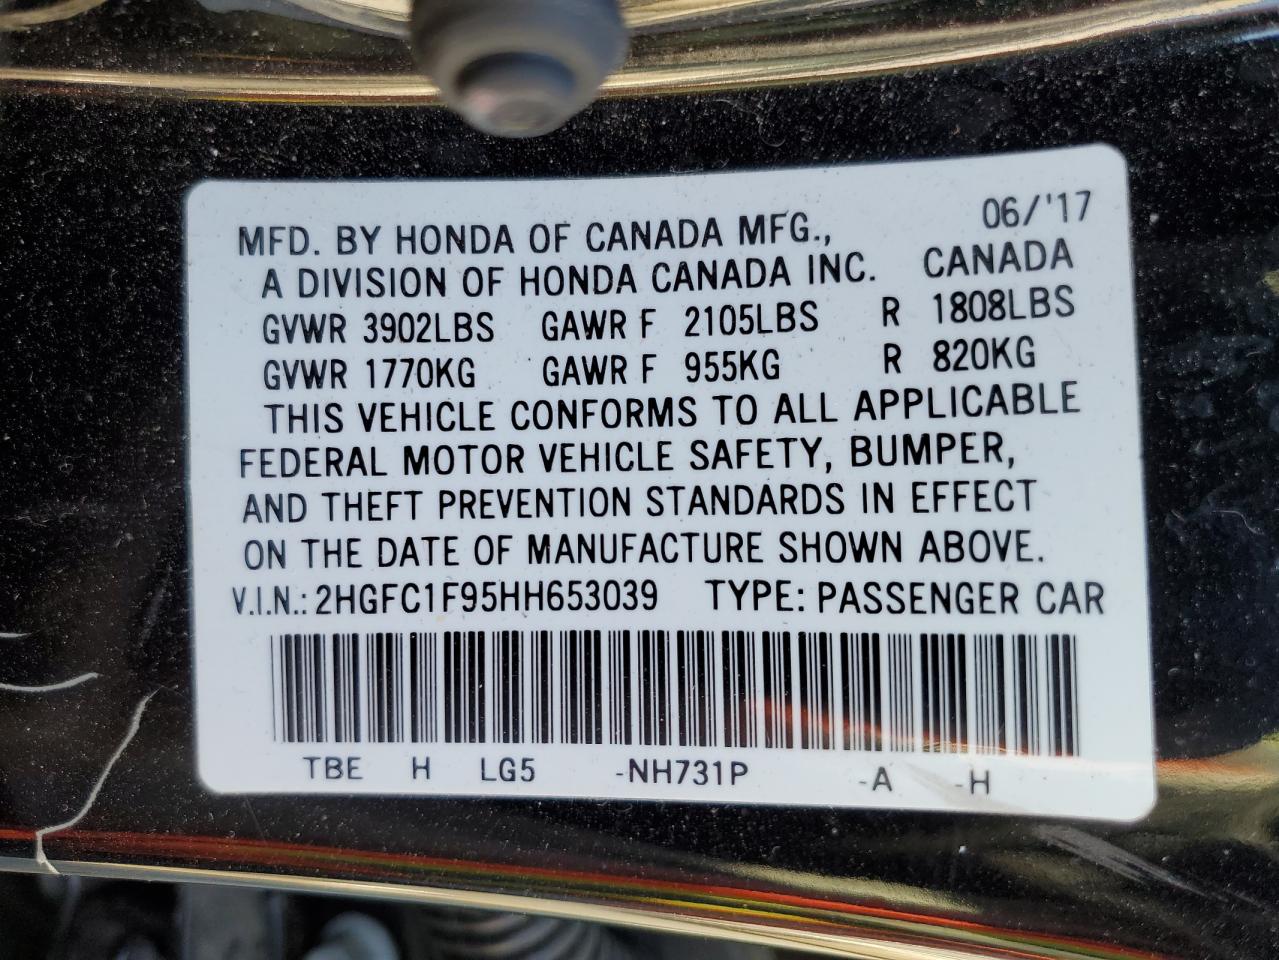 06/'17
MFD. BY HONDA OF CANADA MFG.,
A DIVISION OF HONDA CANADA INC. CANADA
GVWR 3902LBS GAWR F 2105LBS R 1808LBS
GVWR 1770KG GAWR F 955KG R 820KG
THIS VEHICLE CONFORMS TO ALL APPLICABLE
FEDERAL MOTOR VEHICLE SAFETY, BUMPER,
AND THEFT PREVENTION STANDARDS IN EFFECT
ON THE DATE OF MANUFACTURE SHOWN ABOVE.
V.I.N.: 2HGFC1F95HH653039 TYPE: PASSENGER CAR
TBE H LG5 -NH731P -A -H